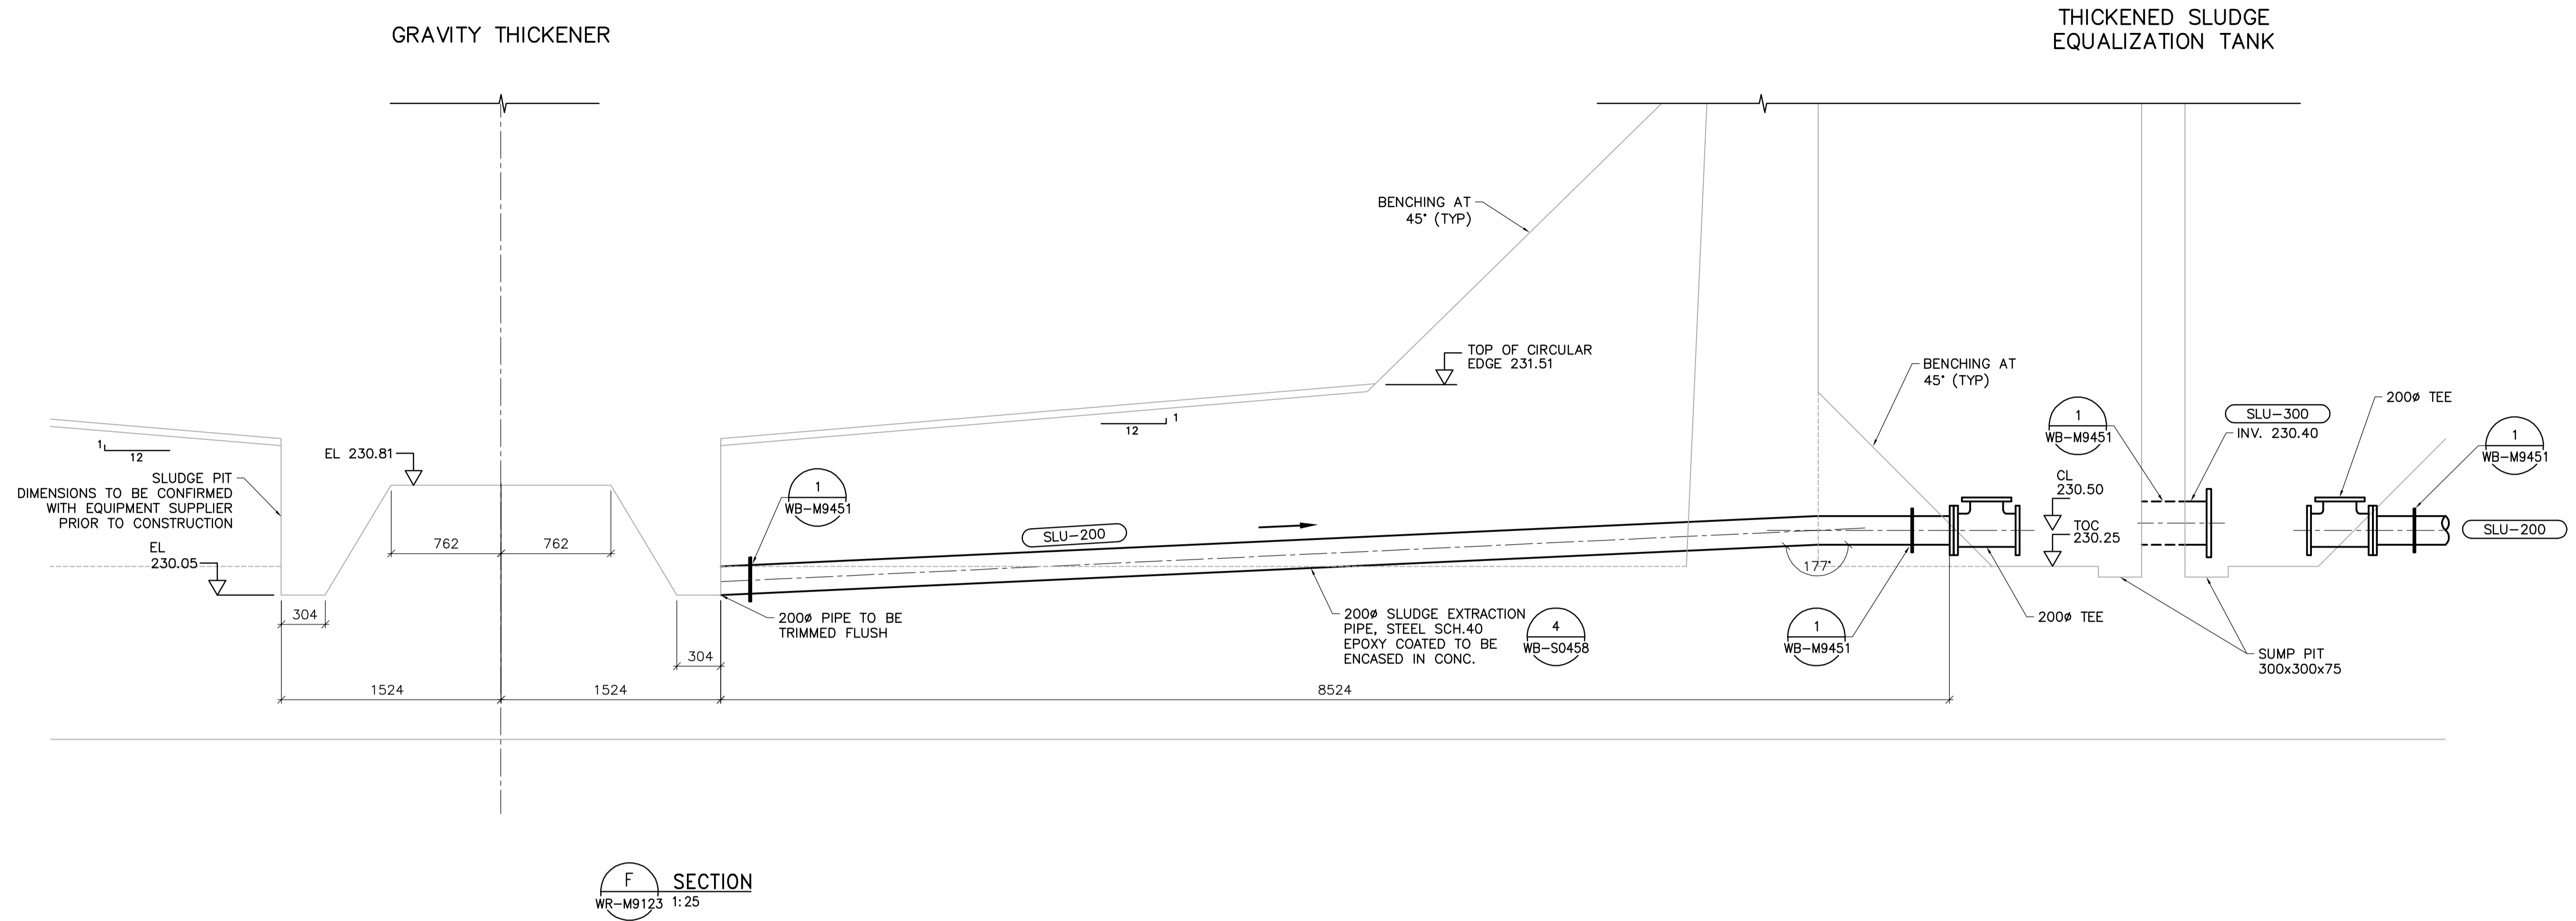 GRAVITY THICKENER
THICKENED SLUDGE
EQUALIZATION TANK
BENCHING AT
45° (TYP)
TOP OF CIRCULAR
EDGE 231.51
BENCHING AT
45° (TYP)
200ø TEE
1
WB-M9451
SLU-300
INV. 230.40
1
WB-M9451
1
12
1
12
EL 230.81
SLUDGE PIT
DIMENSIONS TO BE CONFIRMED
WITH EQUIPMENT SUPPLIER
PRIOR TO CONSTRUCTION
1
WB-M9451
CL
230.50
TOC
230.25
SLU-200
SLU-200
762
762
EL
230.05
177°
304
200ø PIPE TO BE
TRIMMED FLUSH
200ø SLUDGE EXTRACTION
PIPE, STEEL SCH.40
EPOXY COATED TO BE
ENCASED IN CONC.
4
WB-S0458
1
WB-M9451
200ø TEE
304
SUMP PIT
300x300x75
1524
1524
8524
F
WR-M9123
SECTION
1:25